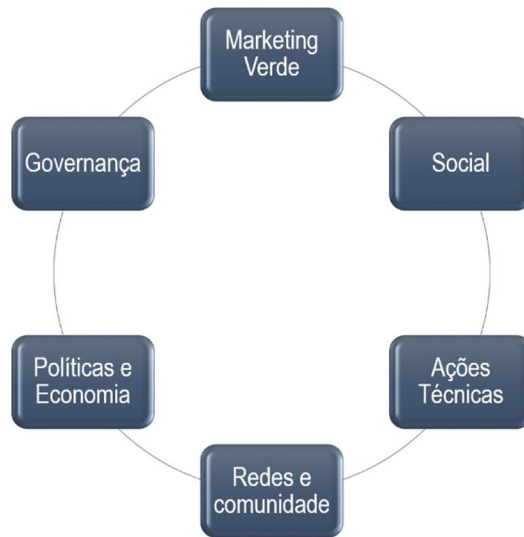 Marketing
Verde
Social
Ações
Técnicas
Redes e
comunidade
Políticas e
Economia
Governança